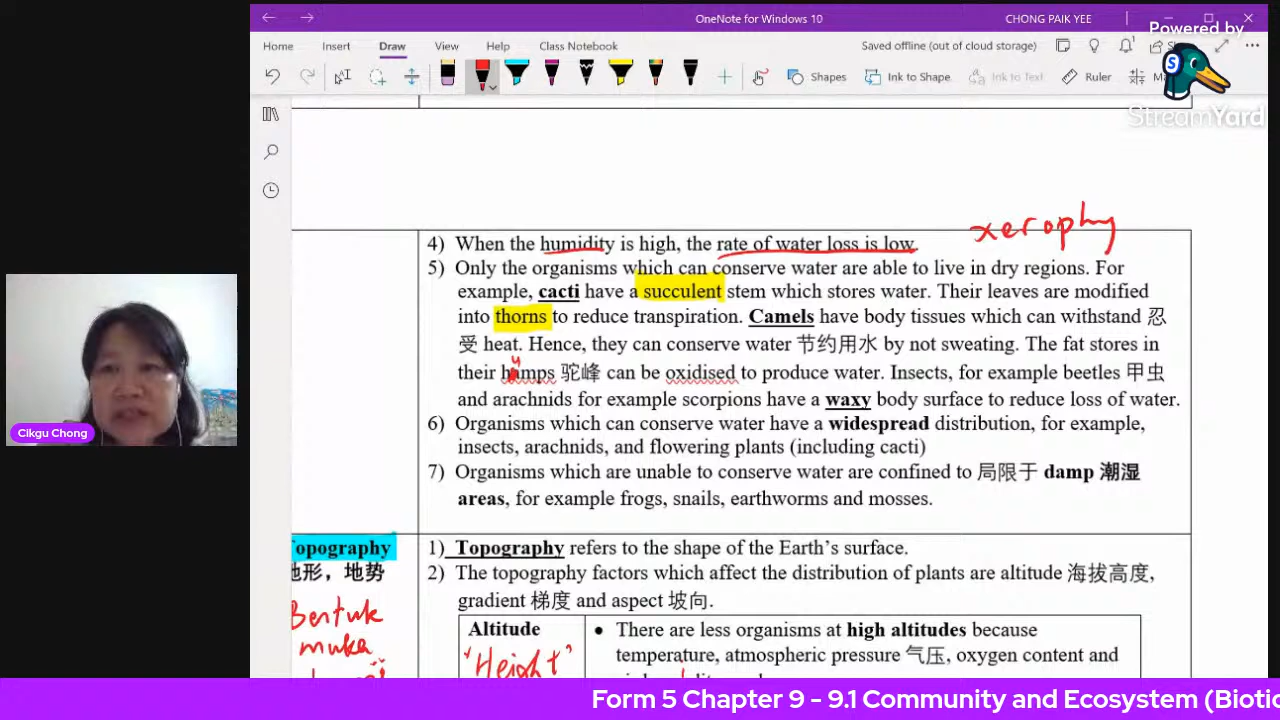 OneNote for Windows 10
CHONG PAIK YEE
Powered by
StreamYard
Home Insert Draw View Help Class Notebook
Saved offline (out of cloud storage)
Shapes Ink to Shape Ink to Text Ruler
xerophy
4) When the humidity is high, the rate of water loss is low.
5) Only the organisms which can conserve water are able to live in dry regions. For
example, cacti have a succulent stem which stores water. Their leaves are modified
into thorns to reduce transpiration. Camels have body tissues which can withstand 忍
受 heat. Hence, they can conserve water 节约用水 by not sweating. The fat stores in
their humps 驼峰 can be oxidised to produce water. Insects, for example beetles 甲虫
and arachnids for example scorpions have a waxy body surface to reduce loss of water.
6) Organisms which can conserve water have a widespread distribution, for example,
insects, arachnids, and flowering plants (including cacti)
7) Organisms which are unable to conserve water are confined to 局限于 damp 潮湿
areas, for example frogs, snails, earthworms and mosses.
Cikgu Chong
Topography
地形，地势
Bentuk
muka
1) Topography refers to the shape of the Earth's surface.
2) The topography factors which affect the distribution of plants are altitude 海拔高度,
gradient 梯度 and aspect 坡向.
Altitude
"Height"
• There are less organisms at high altitudes because
temperature, atmospheric pressure 气压, oxygen content and
Form 5 Chapter 9 - 9.1 Community and Ecosystem (Biotic